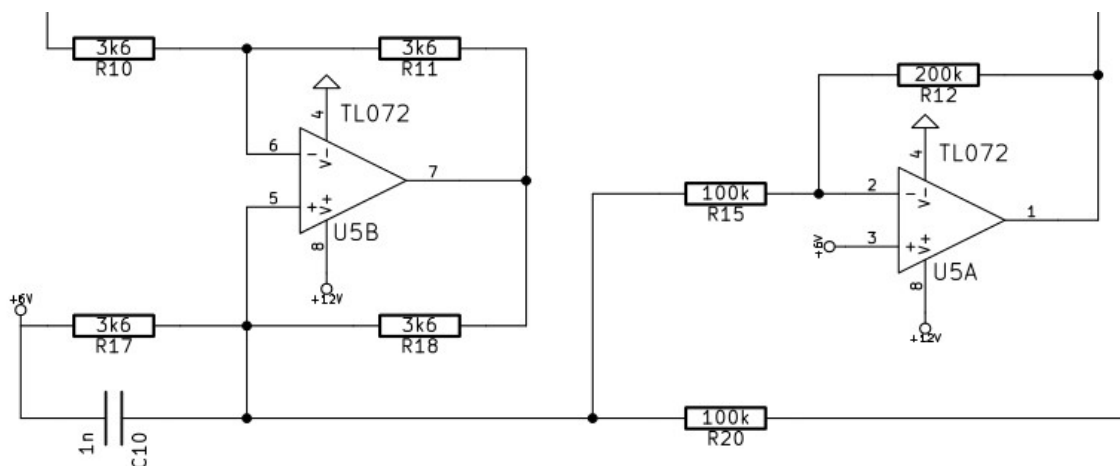 3k6
R10
3k6
R11
4
TL072
6
−
V-
7
5
+
V+
U5B
8
+12V
+6V
3k6
R17
3k6
R18
1n
C10
200k
R12
4
TL072
100k
R15
2
−
V-
1
+6V
3
+
V+
U5A
8
+12V
100k
R20